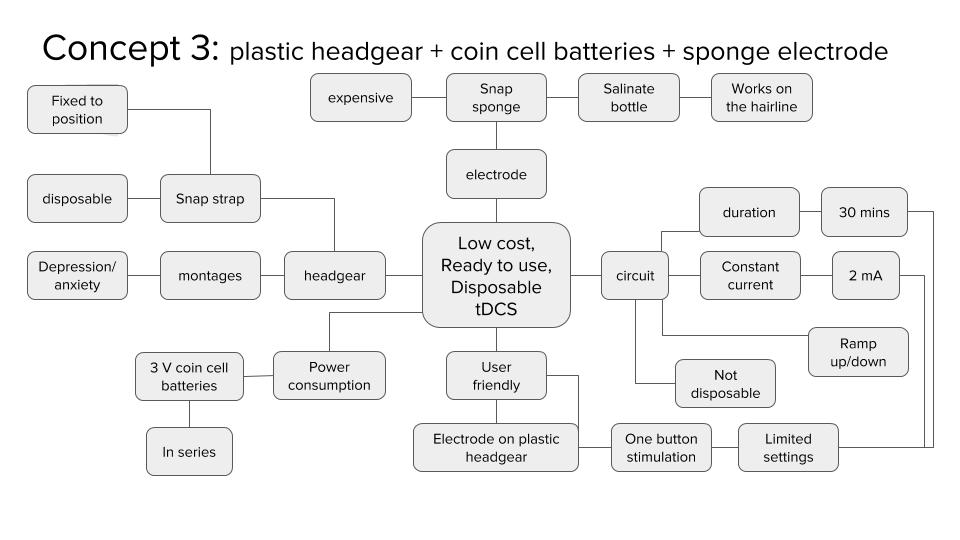 Concept 3: plastic headgear + coin cell batteries + sponge electrode
Fixed to
position
expensive
Snap
sponge
Salinate
bottle
Works on
the hairline
electrode
disposable
Snap strap
duration
30 mins
Depression/
anxiety
montages
headgear
Low cost,
Ready to use,
Disposable
tDCS
circuit
Constant
current
2 mA
Ramp
up/down
3 V coin cell
batteries
Power
consumption
User
friendly
Not
disposable
In series
Electrode on plastic
headgear
One button
stimulation
Limited
settings